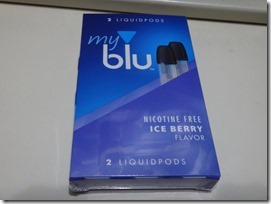 2 LIQUIDPODS
my
blu
NICOTINE FREE
ICE BERRY
FLAVOR
2 LIQUIDPODS